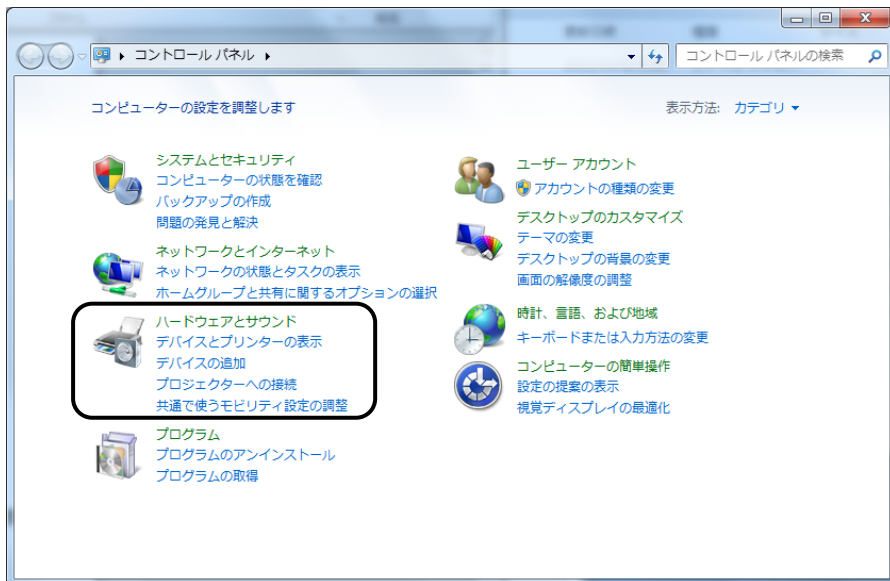 コントロール パネル
コントロール パネルの検索
コンピューターの設定を調整します
表示方法: カテゴリ
システムとセキュリティ
コンピューターの状態を確認
バックアップの作成
問題の発見と解決
ネットワークとインターネット
ネットワークの状態とタスクの表示
ホームグループと共有に関するオプションの選択
ハードウェアとサウンド
デバイスとプリンターの表示
デバイスの追加
プロジェクターへの接続
共通で使うモビリティ設定の調整
プログラム
プログラムのアンインストール
プログラムの取得
ユーザー アカウント
アカウントの種類の変更
デスクトップのカスタマイズ
テーマの変更
デスクトップの背景の変更
画面の解像度の調整
時計、言語、および地域
キーボードまたは入力方法の変更
コンピューターの簡単操作
設定の提案の表示
視覚ディスプレイの最適化